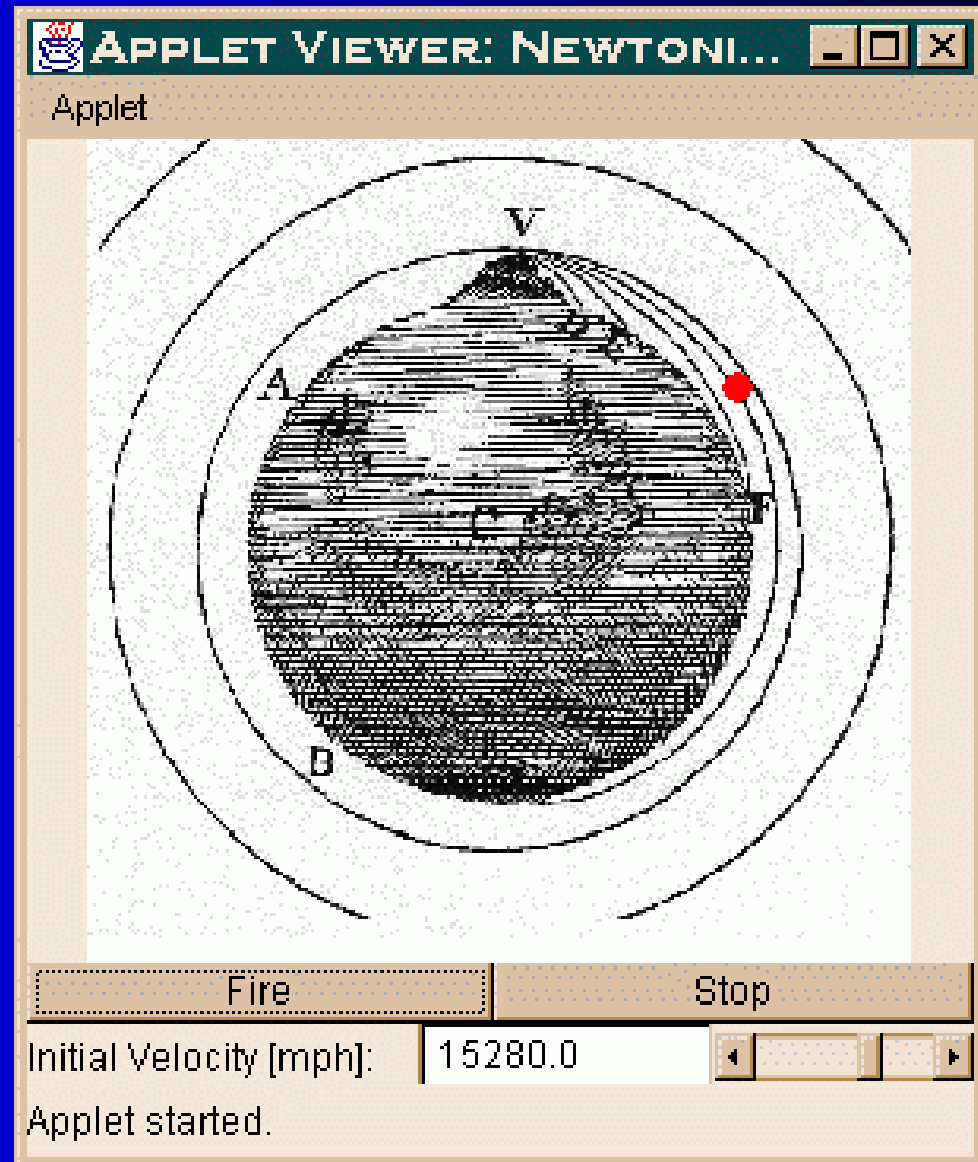 APPLET VIEWER: NEWTONI...
Applet
V
D
E
A
F
C
B
Fire
Stop
Initial Velocity [mph]:
15280.0
Applet started.